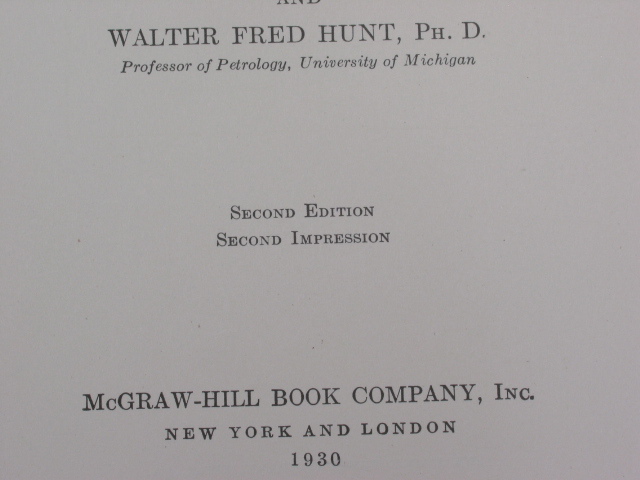 AND
WALTER FRED HUNT, PH. D.
Professor of Petrology, University of Michigan
SECOND EDITION
SECOND IMPRESSION
McGRAW-HILL BOOK COMPANY, INC.
NEW YORK AND LONDON
1930